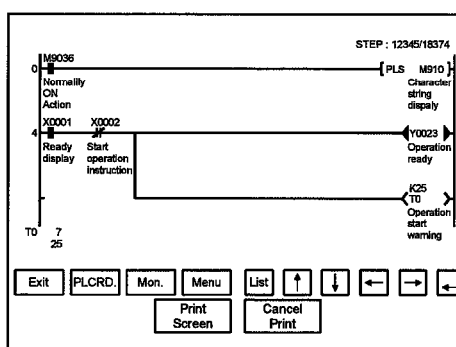 STEP : 12345/18374
M9036
0
PLS M910
Normally
ON
Action
Character
string
dispaly
X0001 X0002
4
Y0023
Ready
display
Start
operation
instruction
Operation
ready
K25
T0
Operation
start
warning
T0 7
25
Exit PLCRD. Mon. Menu List
Print
Screen
Cancel
Print